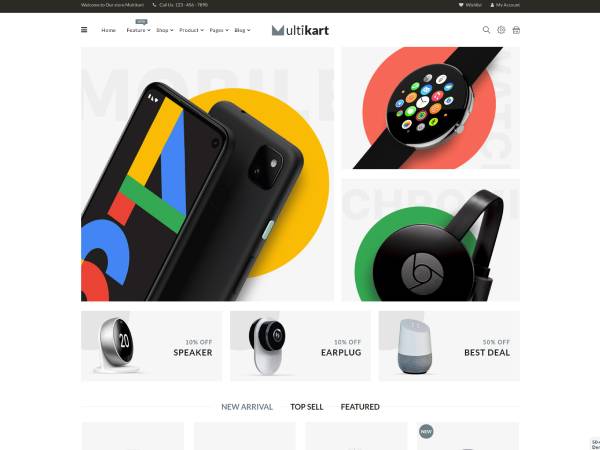 Welcome to Our store Multikart
Call Us: 123 - 456 - 7890
Wishlist
My Account
Home
NEW
Feature
Shop
Product
Pages
Blog
Multikart
MOBILE
WATCH
CHROME
20
10% OFF
SPEAKER
10% OFF
EARPLUG
50% OFF
BEST DEAL
NEW ARRIVAL
TOP SELL
FEATURED
NEW